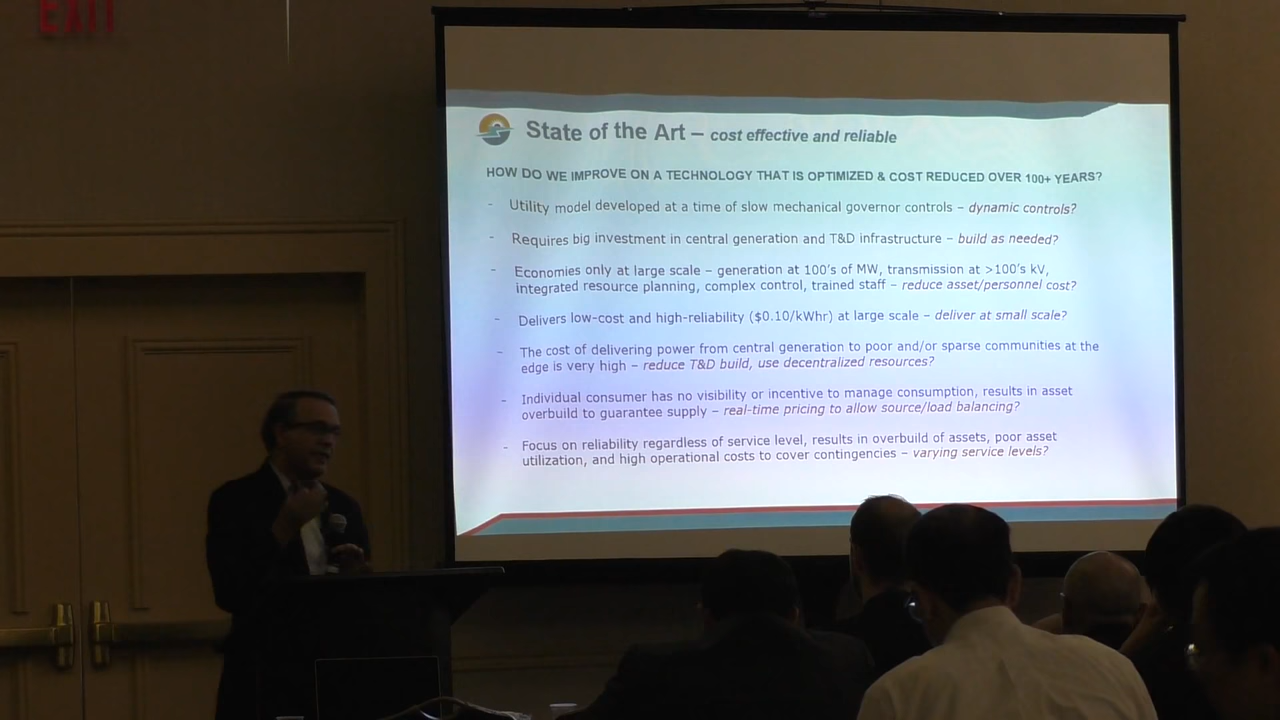 EXIT
State of the Art – cost effective and reliable
HOW DO WE IMPROVE ON A TECHNOLOGY THAT IS OPTIMIZED & COST REDUCED OVER 100+ YEARS?
- Utility model developed at a time of slow mechanical governor controls – dynamic controls?
- Requires big investment in central generation and T&D infrastructure – build as needed?
- Economies only at large scale – generation at 100's of MW, transmission at >100's kV,
integrated resource planning, complex control, trained staff – reduce asset/personnel cost?
- Delivers low-cost and high-reliability ($0.10/kWhr) at large scale – deliver at small scale?
- The cost of delivering power from central generation to poor and/or sparse communities at the
edge is very high – reduce T&D build, use decentralized resources?
- Individual consumer has no visibility or incentive to manage consumption, results in asset
overbuild to guarantee supply – real-time pricing to allow source/load balancing?
- Focus on reliability regardless of service level, results in overbuild of assets, poor asset
utilization, and high operational costs to cover contingencies – varying service levels?